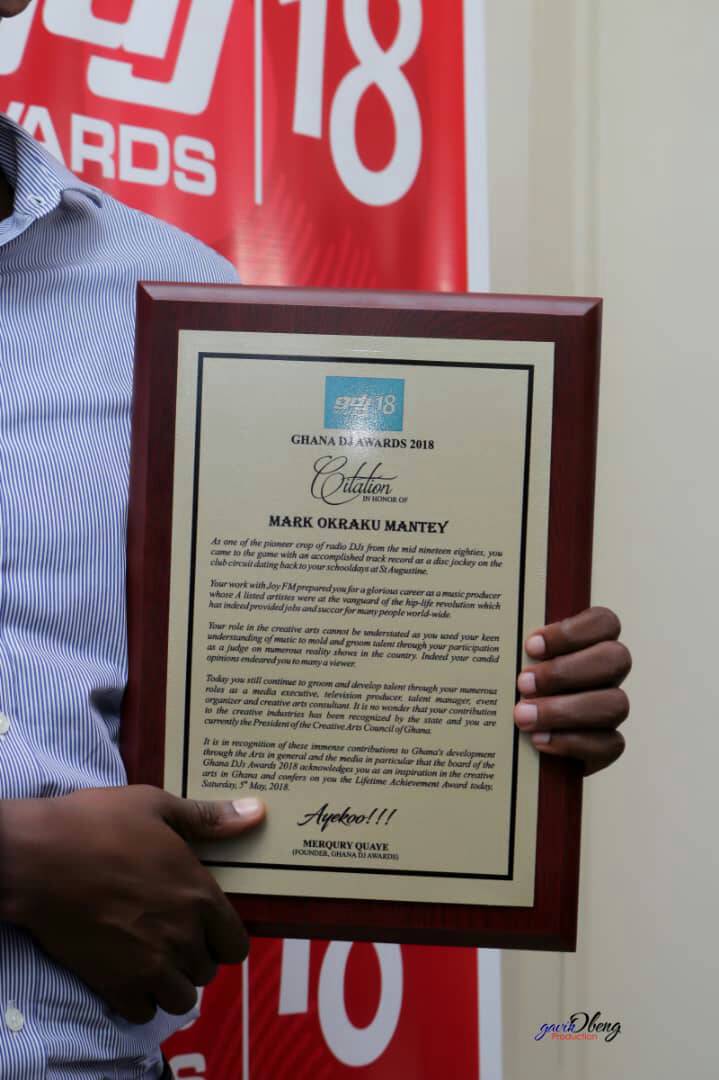 gdj
18
WARDS
gdj 18
GHANA DJ AWARDS 2018
Citation
IN HONOR OF
MARK OKRAKU MANTEY
As one of the pioneer crop of radio DJs from the mid nineteen eighties, you
came to the game with an accomplished track record as a disc jockey on the
club circuit dating back to your schooldays at St Augustine.
Your work with Joy FM prepared you for a glorious career as a music producer
whose A listed artistes were at the vanguard of the hip-life revolution which
has indeed provided jobs and succor for many people world-wide.
Your role in the creative arts cannot be understated as you used your keen
understanding of music to mold and groom talent through your participation
as a judge on numerous reality shows in the country. Indeed your candid
opinions endeared you to many a viewer.
Today you still continue to groom and develop talent through your numerous
roles as a media executive, television producer, talent manager, event
organizer and creative arts consultant. It is no wonder that your contribution
to the creative industries has been recognized by the state and you are
currently the President of the Creative Arts Council of Ghana.
It is in recognition of these immense contributions to Ghana's development
through the Arts in general and the media in particular that the board of the
Ghana DJs Awards 2018 acknowledges you as an inspiration in the creative
arts in Ghana and confers on you the Lifetime Achievement Award today,
Saturday, 5th May, 2018.
Ayekoo!!!
MERQURY QUAYE
(FOUNDER, GHANA DJ AWARDS)
18
S
gavin Obeng
Production